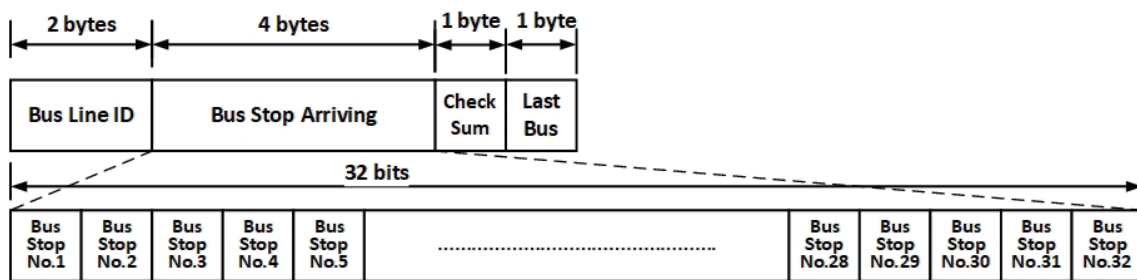 2 bytes 4 bytes 1 byte 1 byte
Bus Line ID Bus Stop Arriving Check Sum Last Bus
32 bits
Bus Stop No.1 Bus Stop No.2 Bus Stop No.3 Bus Stop No.4 Bus Stop No.5 ........................................................ Bus Stop No.28 Bus Stop No.29 Bus Stop No.30 Bus Stop No.31 Bus Stop No.32